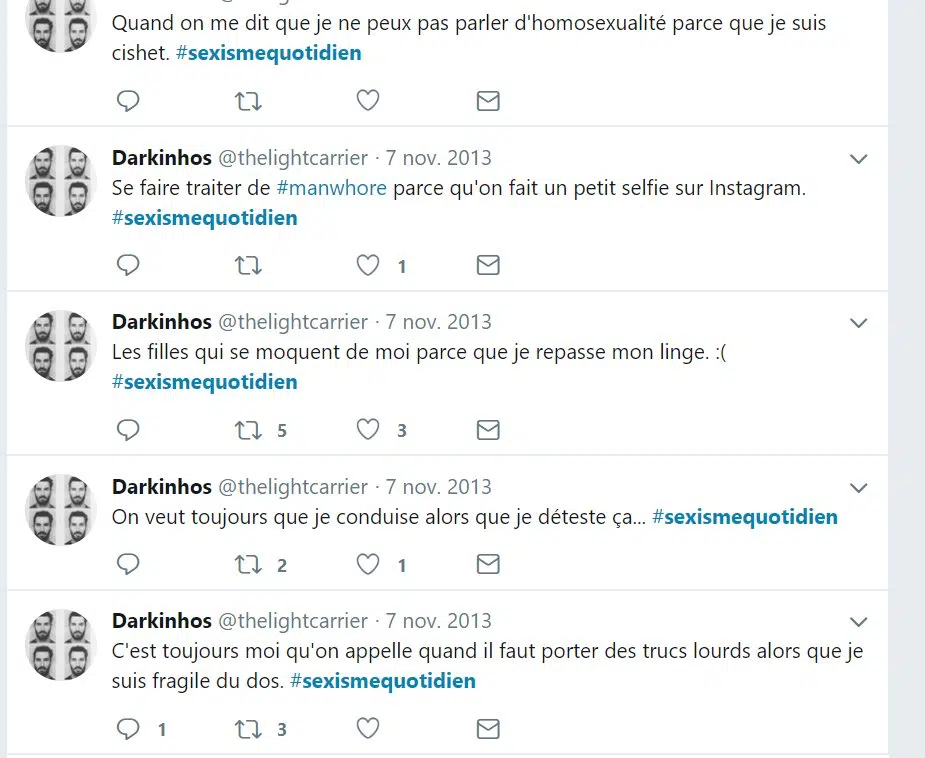 Quand on me dit que je ne peux pas parler d'homosexualité parce que je suis
cishet. #sexismequotidien
Darkinhos @thelightcarrier · 7 nov. 2013
Se faire traiter de #manwhore parce qu'on fait un petit selfie sur Instagram.
#sexismequotidien
1
Darkinhos @thelightcarrier · 7 nov. 2013
Les filles qui se moquent de moi parce que je repasse mon linge. :(
#sexismequotidien
5 3
Darkinhos @thelightcarrier · 7 nov. 2013
On veut toujours que je conduise alors que je déteste ça... #sexismequotidien
2 1
Darkinhos @thelightcarrier · 7 nov. 2013
C'est toujours moi qu'on appelle quand il faut porter des trucs lourds alors que je
suis fragile du dos. #sexismequotidien
1 3